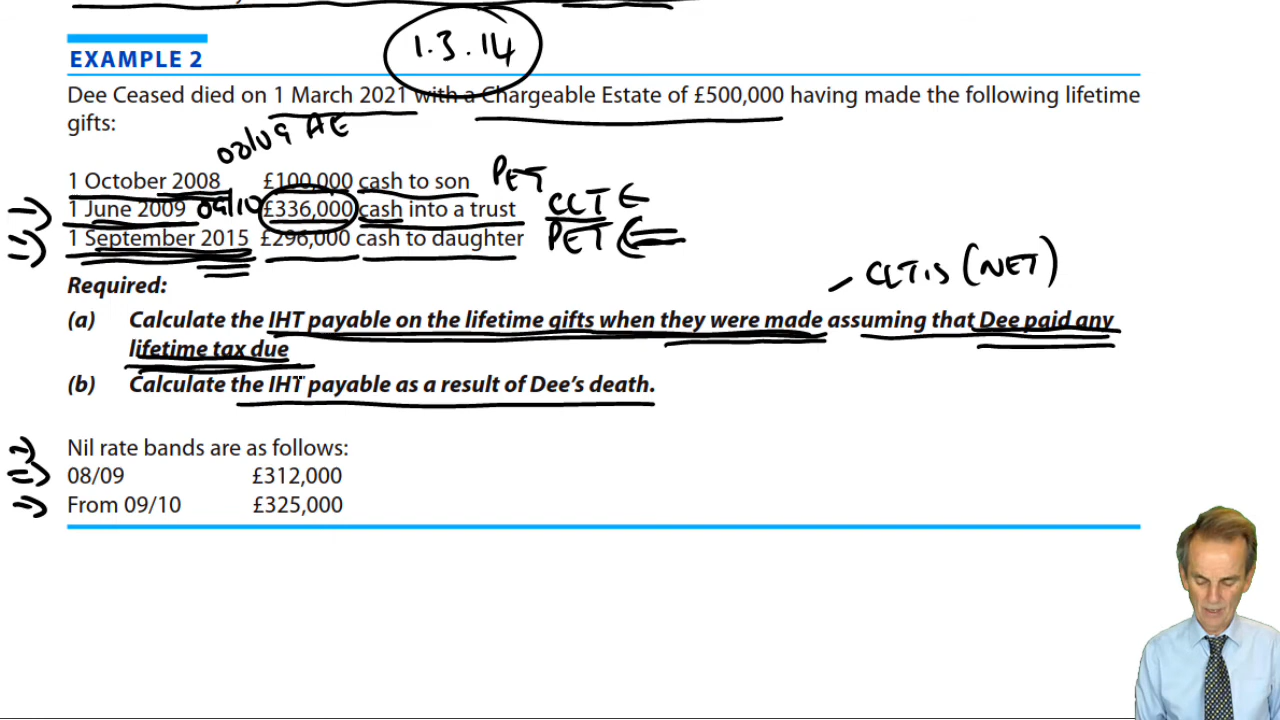 1.3.14
EXAMPLE 2
Dee Ceased died on 1 March 2021 with a Chargeable Estate of £500,000 having made the following lifetime
gifts:
08/09 AE
1 October 2008 £100,000 cash to son PET
1 June 2009 09/10 £336,000 cash into a trust CLT
1 September 2015 £296,000 cash to daughter PET
Required:
CLT is (NET)
(a) Calculate the IHT payable on the lifetime gifts when they were made assuming that Dee paid any
lifetime tax due
(b) Calculate the IHT payable as a result of Dee's death.
Nil rate bands are as follows:
08/09 £312,000
From 09/10 £325,000